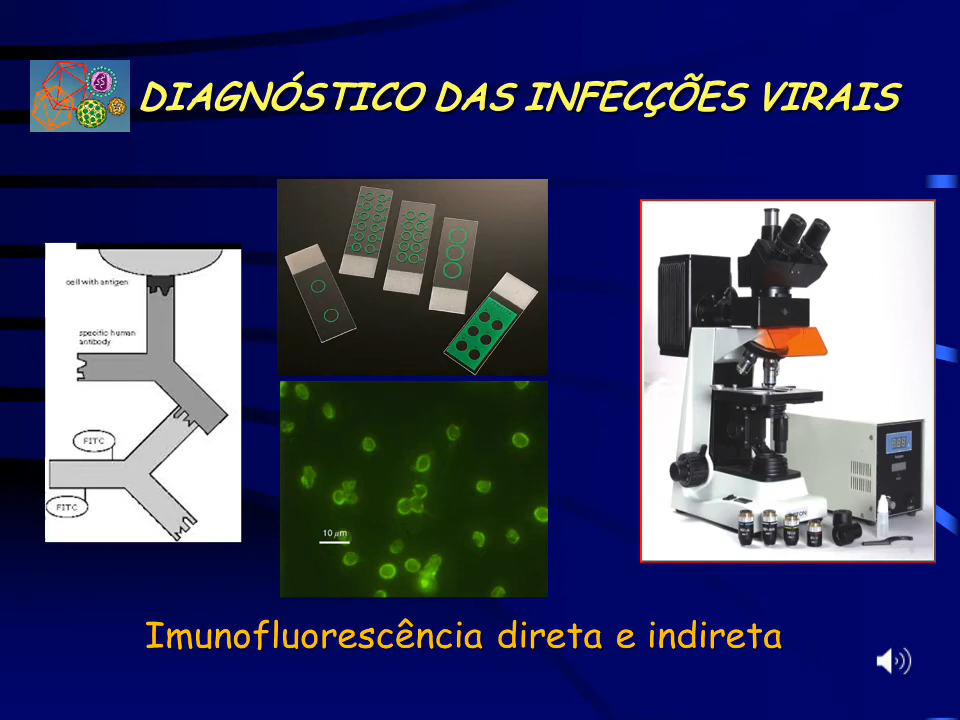 DIAGNÓSTICO DAS INFECÇÕES VIRAIS
cell with antigen
specific human
antibody
FITC
FITC
10 µm
Imunofluorescência direta e indireta